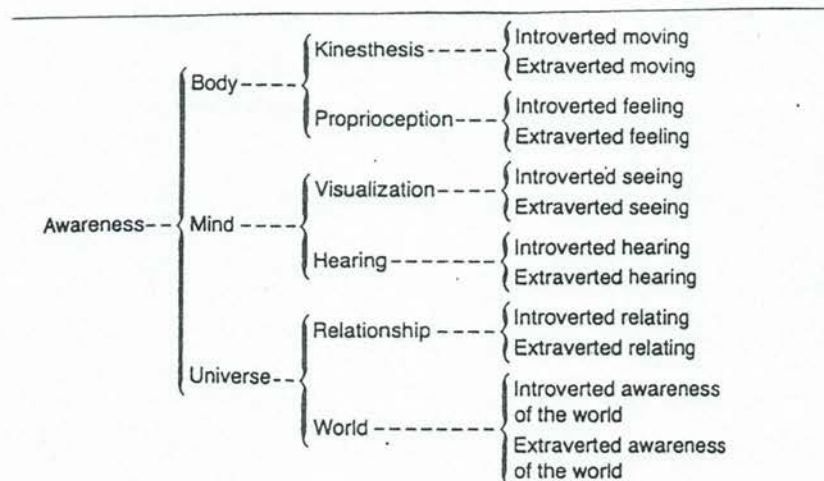 Introverted moving
Kinesthesis
Extraverted moving
Body
Introverted feeling
Proprioception
Extraverted feeling
Introverted seeing
Visualization
Extraverted seeing
Awareness
Mind
Introverted hearing
Hearing
Extraverted hearing
Introverted relating
Relationship
Extraverted relating
Universe
Introverted awareness
of the world
World
Extraverted awareness
of the world